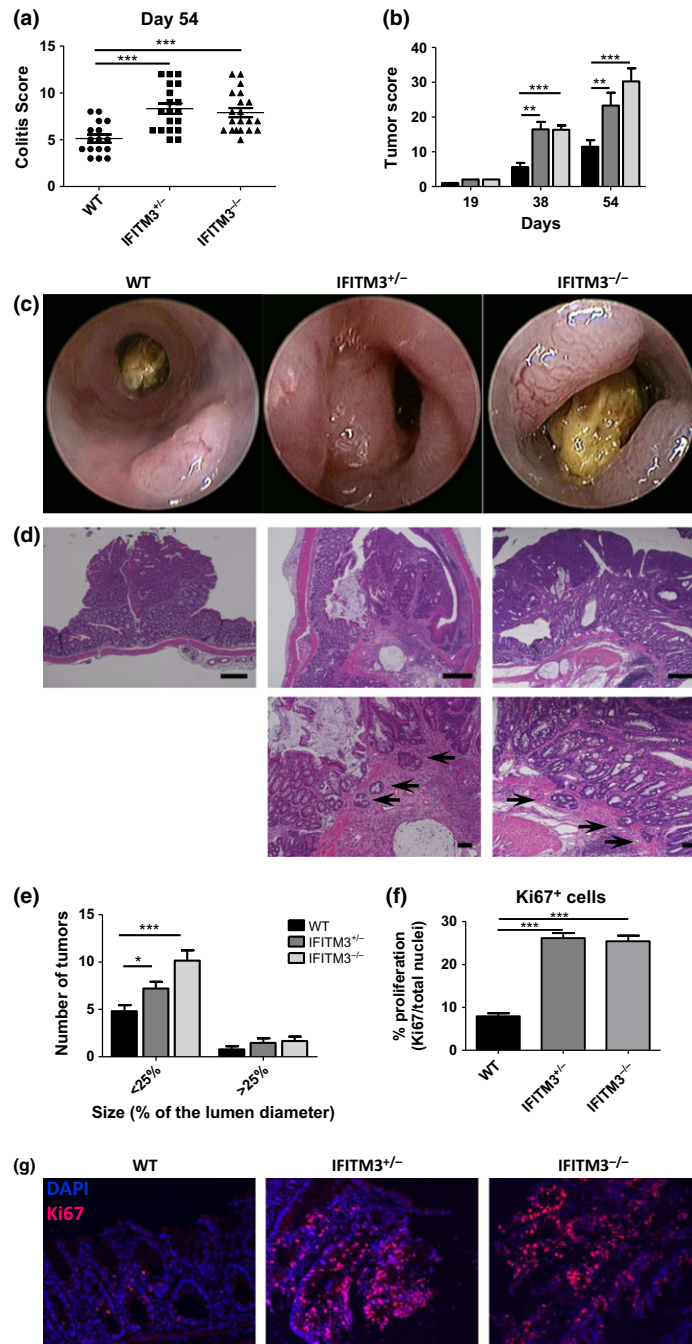 (a)
Day 54
***
***
Colitis Score
15
10
5
0
WT
IFITM3+/−
IFITM3−/−
(b)
Tumor score
40
30
20
10
0
***
**
***
**
19
38
54
Days
WT
IFITM3+/−
IFITM3−/−
(c)
(d)
(e)
Number of tumors
15
10
5
0
***
*
WT
IFITM3+/−
IFITM3−/−
<25%
>25%
Size (% of the lumen diameter)
(f)
Ki67+ cells
***
***
% proliferation
(Ki67/total nuclei)
30
20
10
0
WT
IFITM3+/−
IFITM3−/−
(g)
WT
IFITM3+/−
IFITM3−/−
DAPI
Ki67